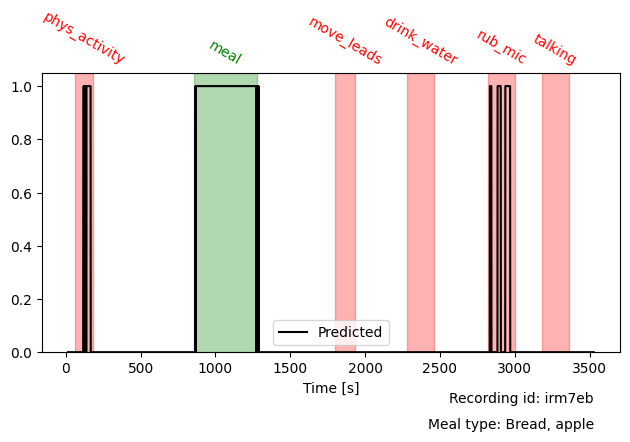 phys_activity
meal
move_leads
drink_water
rub_mic
talking
1.0
0.8
0.6
0.4
0.2
0.0
Predicted
0 500 1000 1500 2000 2500 3000 3500
Time [s]
Recording id: irm7eb
Meal type: Bread, apple